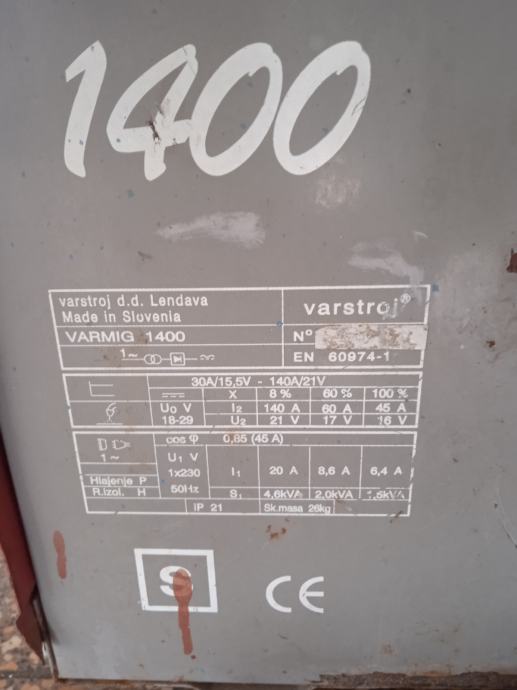 1400
varstroj d.d. Lendava
Made in Slovenia
varstroj®
VARMIG 1400
N°
1~
EN 60974-1
30A/15,5V - 140A/21V
X 8 % 60 % 100 %
U₀ V I₂ 140 A 60 A 45 A
18-29 U₂ 21 V 17 V 16 V
cos φ 0,85 (45 A)
1~
U₁ V
1x230
50Hz
I₁ 20 A 8,6 A 6,4 A
Hlajenje P
R.izol. H
S₁ 4,6kVA 2,0kVA 1,5kVA
IP 21 Sk.masa 26kg
S
CE